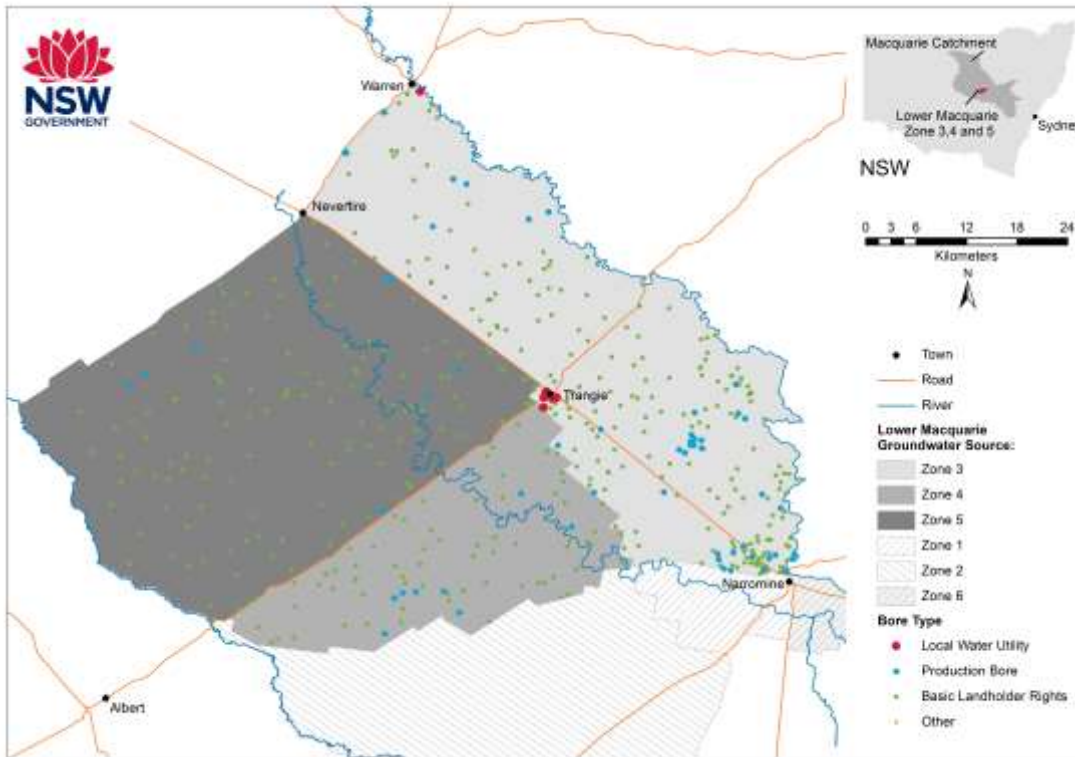 NSW
GOVERNMENT
Warren
Nevertire
Trangie
Narromine
Albert
Macquarie Catchment
Lower Macquarie
Zone 3,4 and 5
Sydne
NSW
0 3 6 12 18 24
Kilometers
N
Town
Road
River
Lower Macquarie
Groundwater Source:
Zone 3
Zone 4
Zone 5
Zone 1
Zone 2
Zone 6
Bore Type
Local Water Utility
Production Bore
Basic Landholder Rights
Other